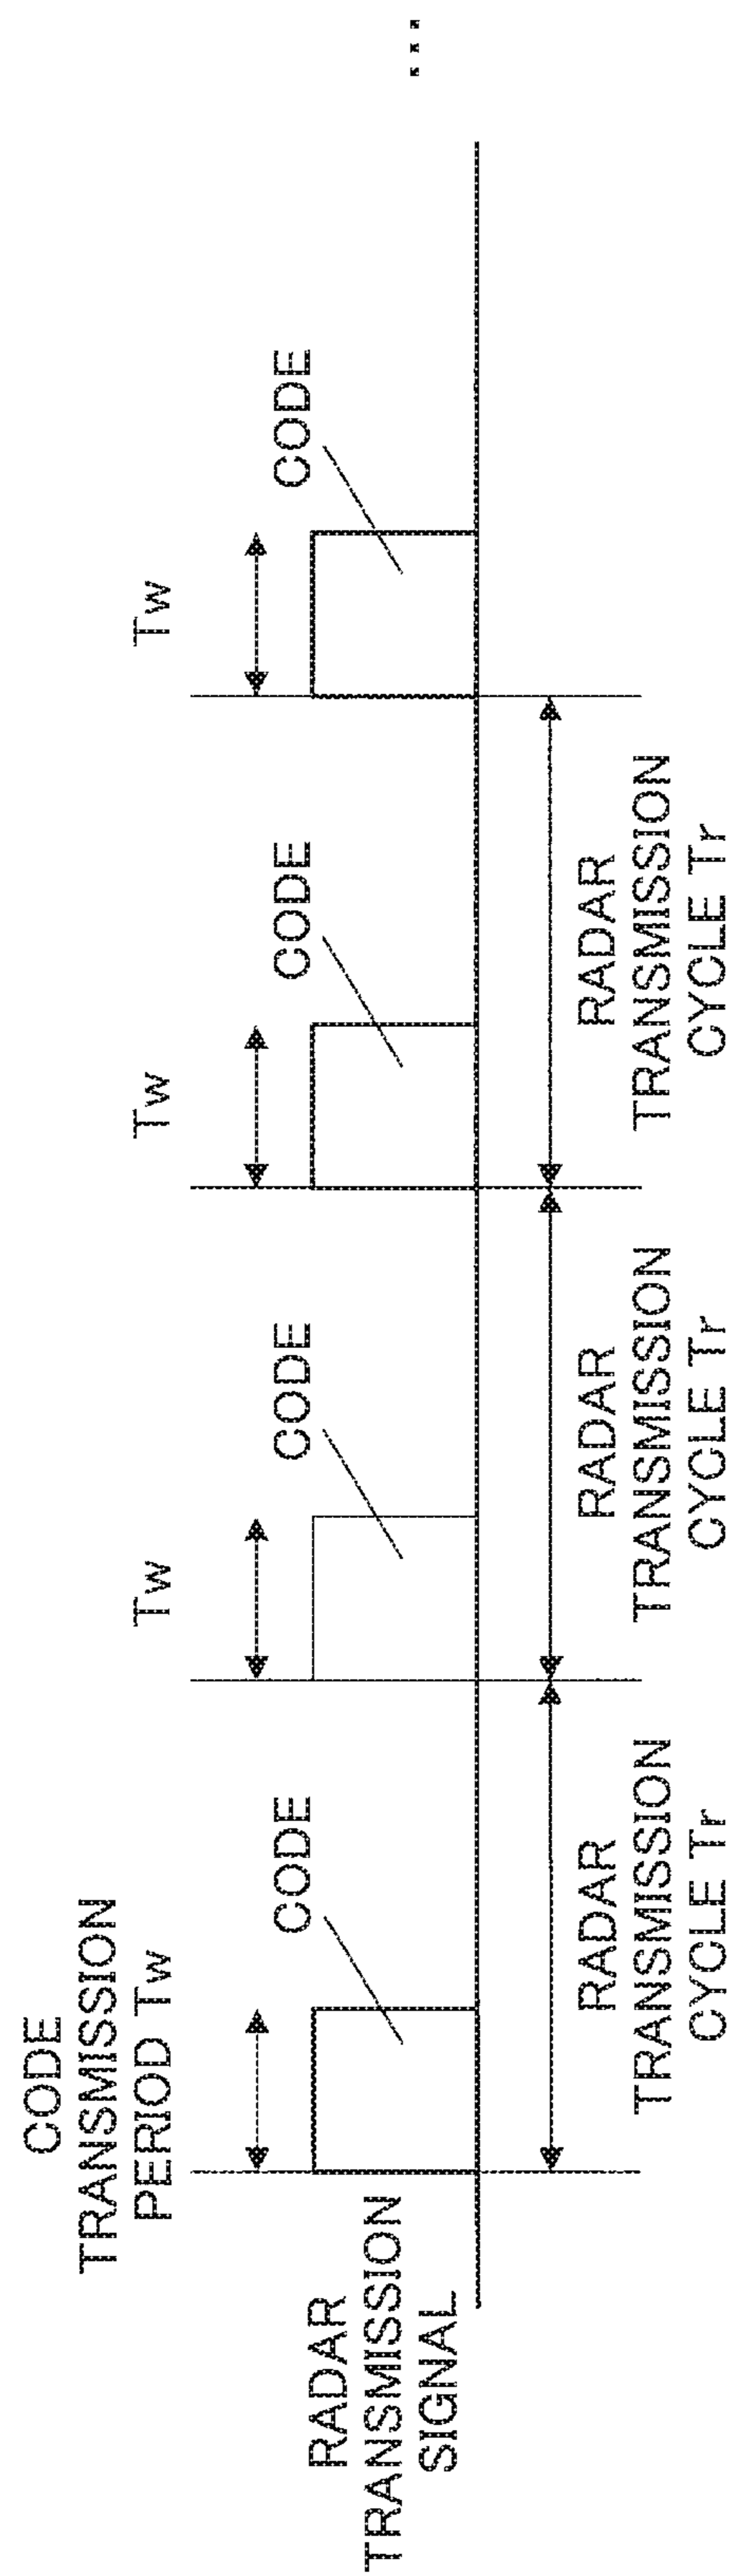 CODE
TRANSMISSION
PERIOD Tw
Tw
Tw
Tw
CODE
CODE
CODE
CODE
RADAR
TRANSMISSION
SIGNAL
...
RADAR
TRANSMISSION
CYCLE Tr
RADAR
TRANSMISSION
CYCLE Tr
RADAR
TRANSMISSION
CYCLE Tr